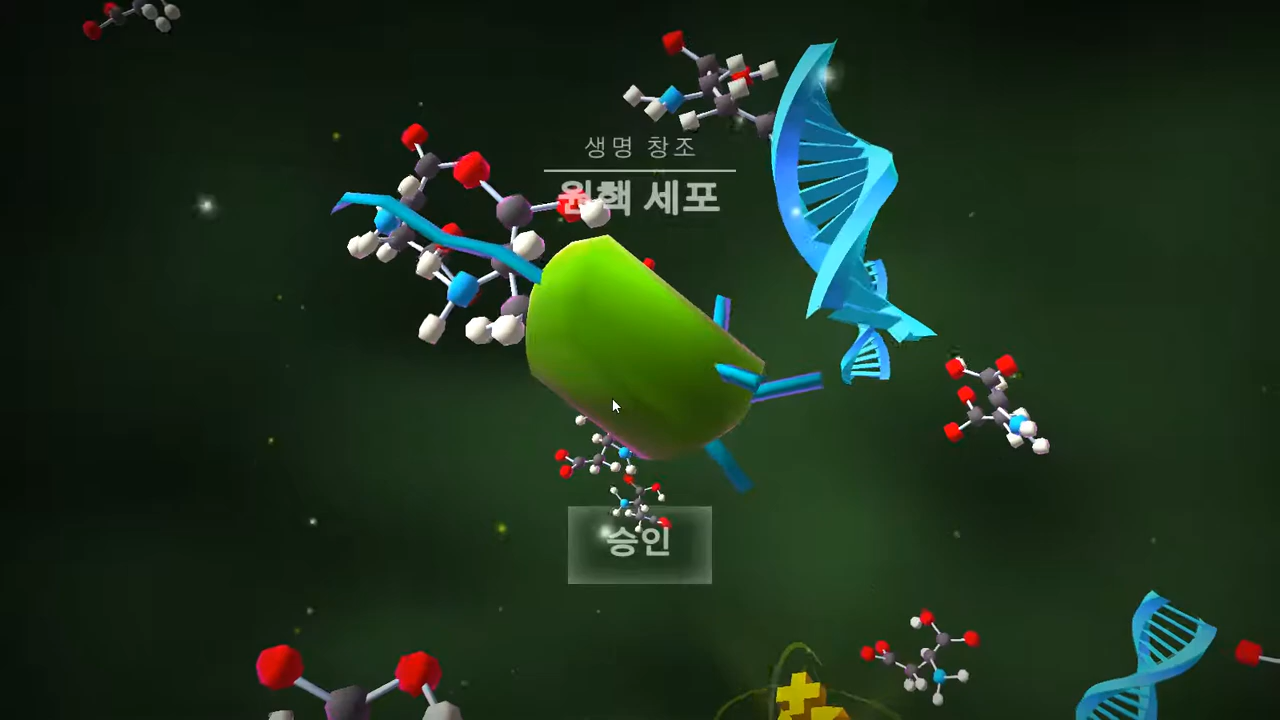 생명 창조
원핵 세포
승인